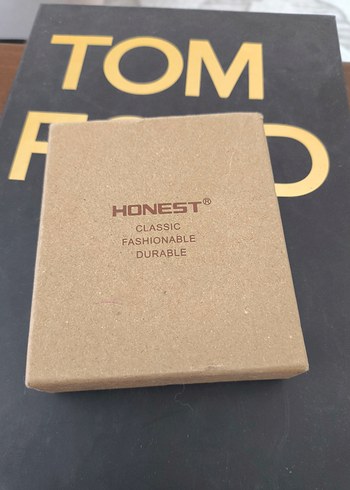 TOM
F D
HONEST®
CLASSIC
FASHIONABLE
DURABLE